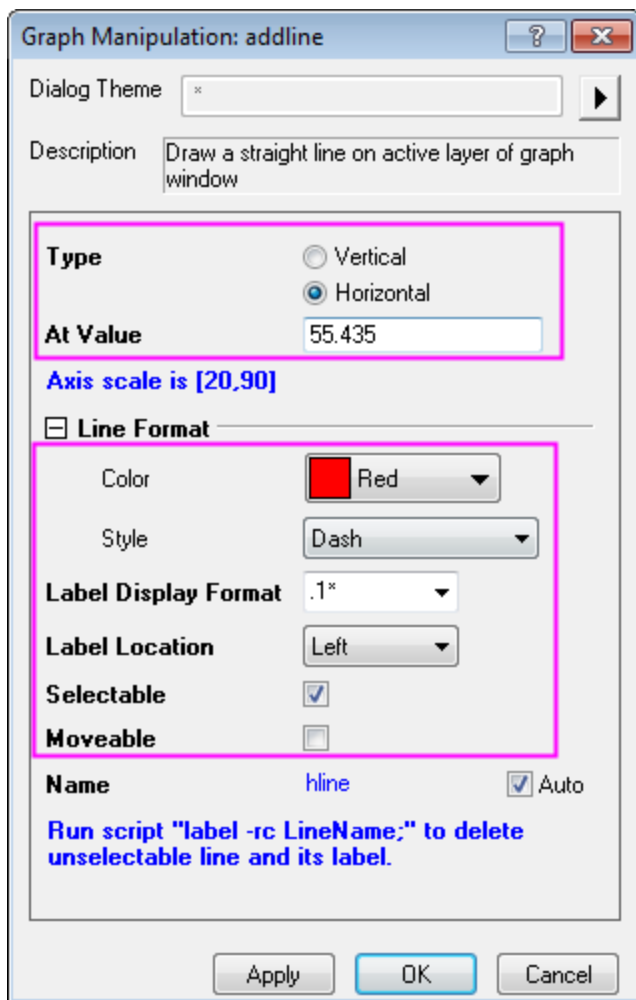 Graph Manipulation: addline
Dialog Theme *
Description Draw a straight line on active layer of graph
window
Type Vertical
Horizontal
At Value 55.435
Axis scale is [20,90]
Line Format
Color Red
Style Dash
Label Display Format .1*
Label Location Left
Selectable
Moveable
Name hline Auto
Run script "label -rc LineName;" to delete
unselectable line and its label.
Apply OK Cancel